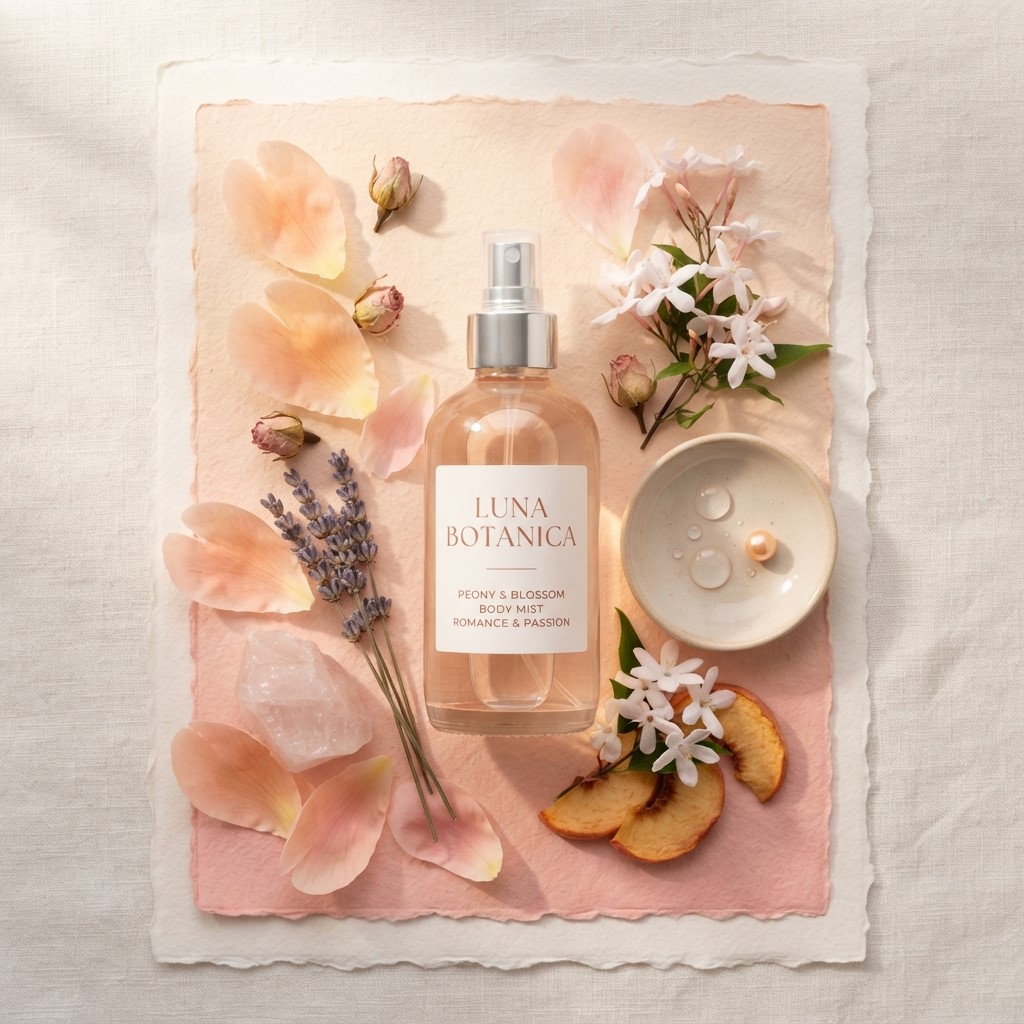 LUNA
BOTANICA
PEONY & BLOSSOM
BODY MIST
ROMANCE & PASSION